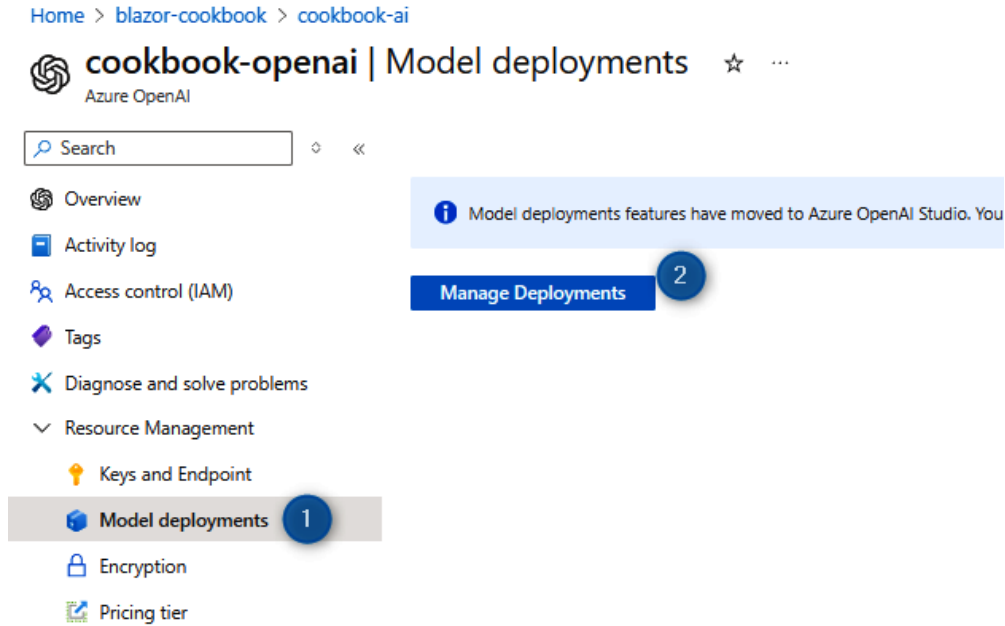 Home > blazor-cookbook > cookbook-ai
cookbook-openai | Model deployments
Azure OpenAI
Search
Overview
Activity log
Access control (IAM)
Tags
Diagnose and solve problems
Resource Management
Keys and Endpoint
Model deployments 1
Encryption
Pricing tier
Model deployments features have moved to Azure OpenAI Studio. You
Manage Deployments 2